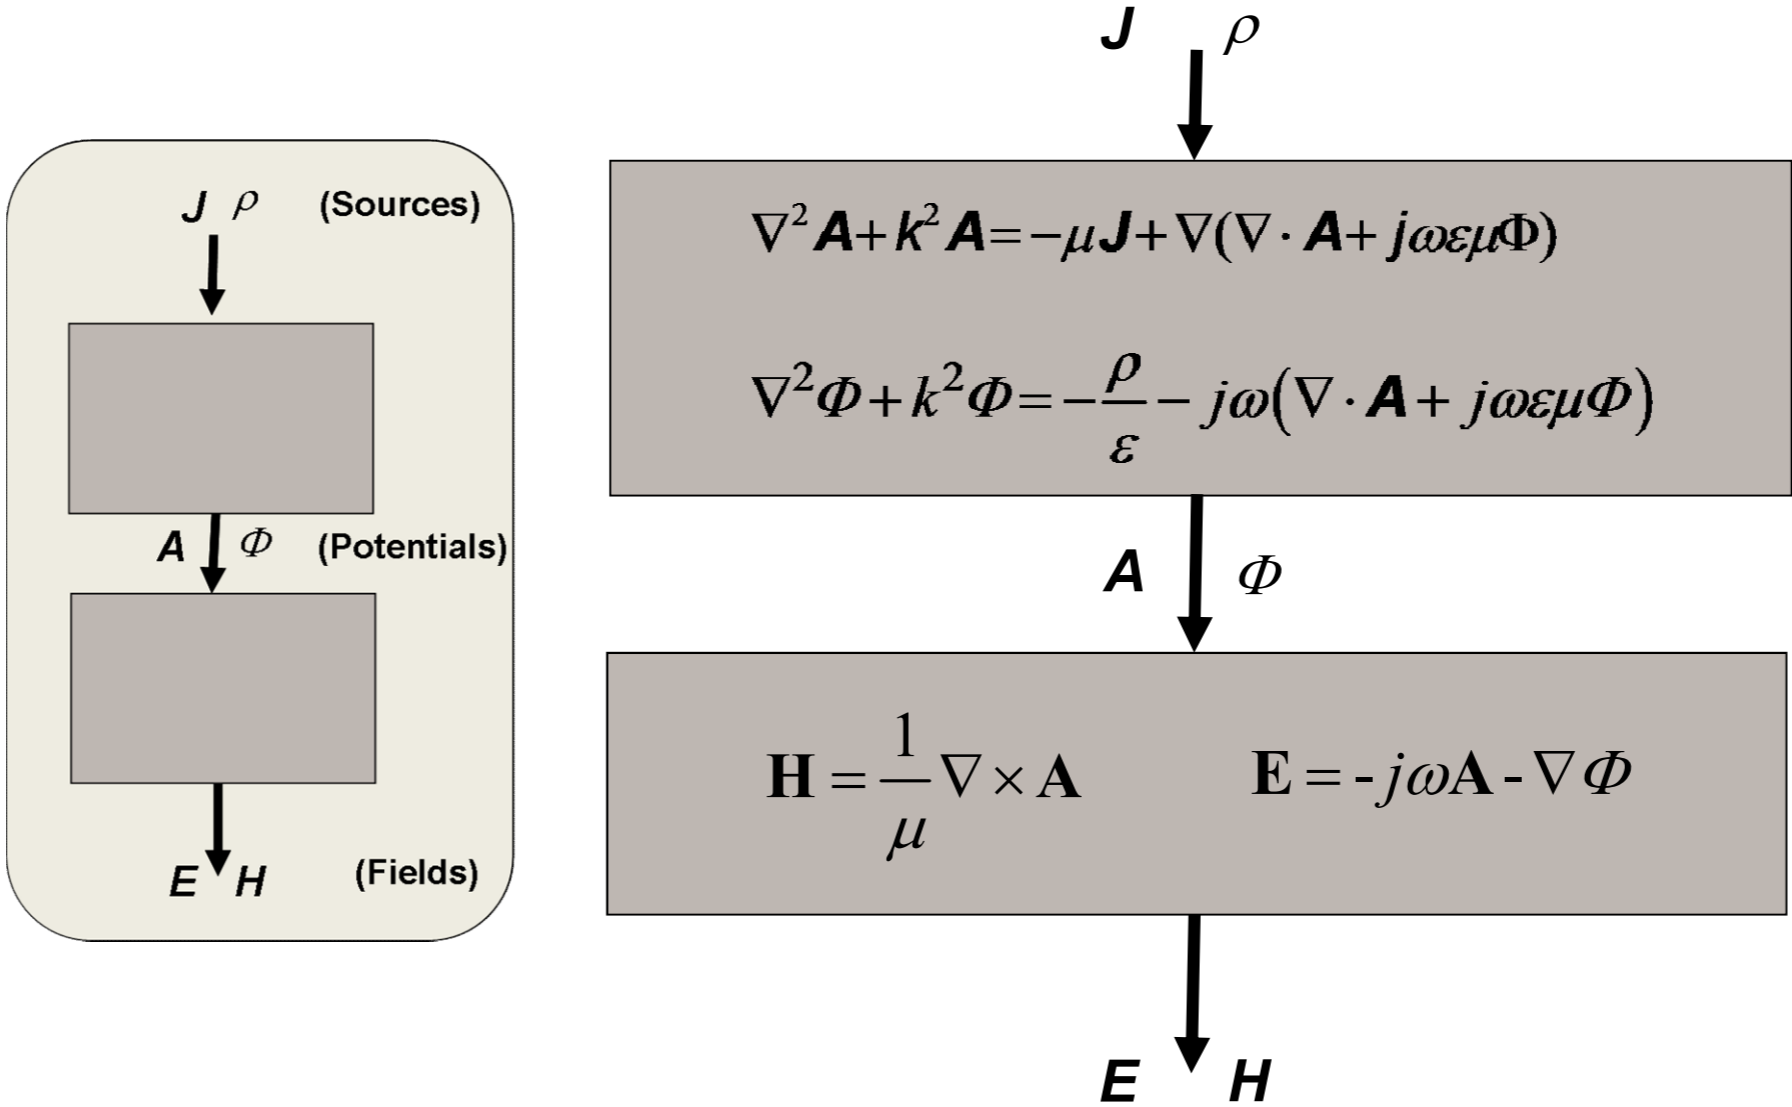 J ρ (Sources)
A Φ (Potentials)
E H (Fields)
J ρ
∇²A+k²A=−μJ+∇(∇·A+jωεμΦ)
∇²Φ+k²Φ=−ρ/ε−jω(∇·A+jωεμΦ)
A Φ
H=1/μ ∇×A E=-jωA-∇Φ
E H